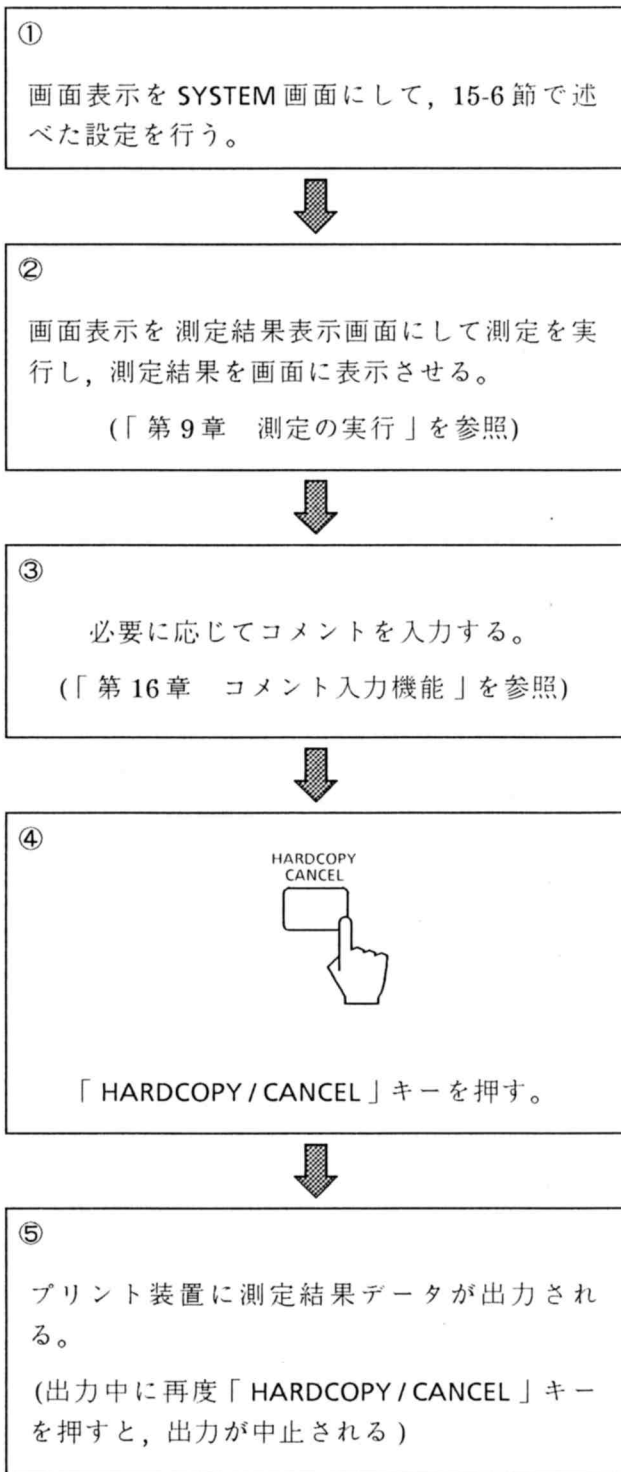 ①
画面表示を SYSTEM 画面にして, 15-6 節で述
べた設定を行う。
②
画面表示を 測定結果表示画面にして測定を実
行し, 測定結果を画面に表示させる。
(「 第 9 章　測定の実行 」を参照)
③
必要に応じてコメントを入力する。
(「 第 16 章　コメント入力機能 」を参照)
④
HARDCOPY
CANCEL
「 HARDCOPY / CANCEL 」キーを押す。
⑤
プリント装置に測定結果データが出力され
る。
(出力中に再度「 HARDCOPY / CANCEL 」キー
を押すと, 出力が中止される )